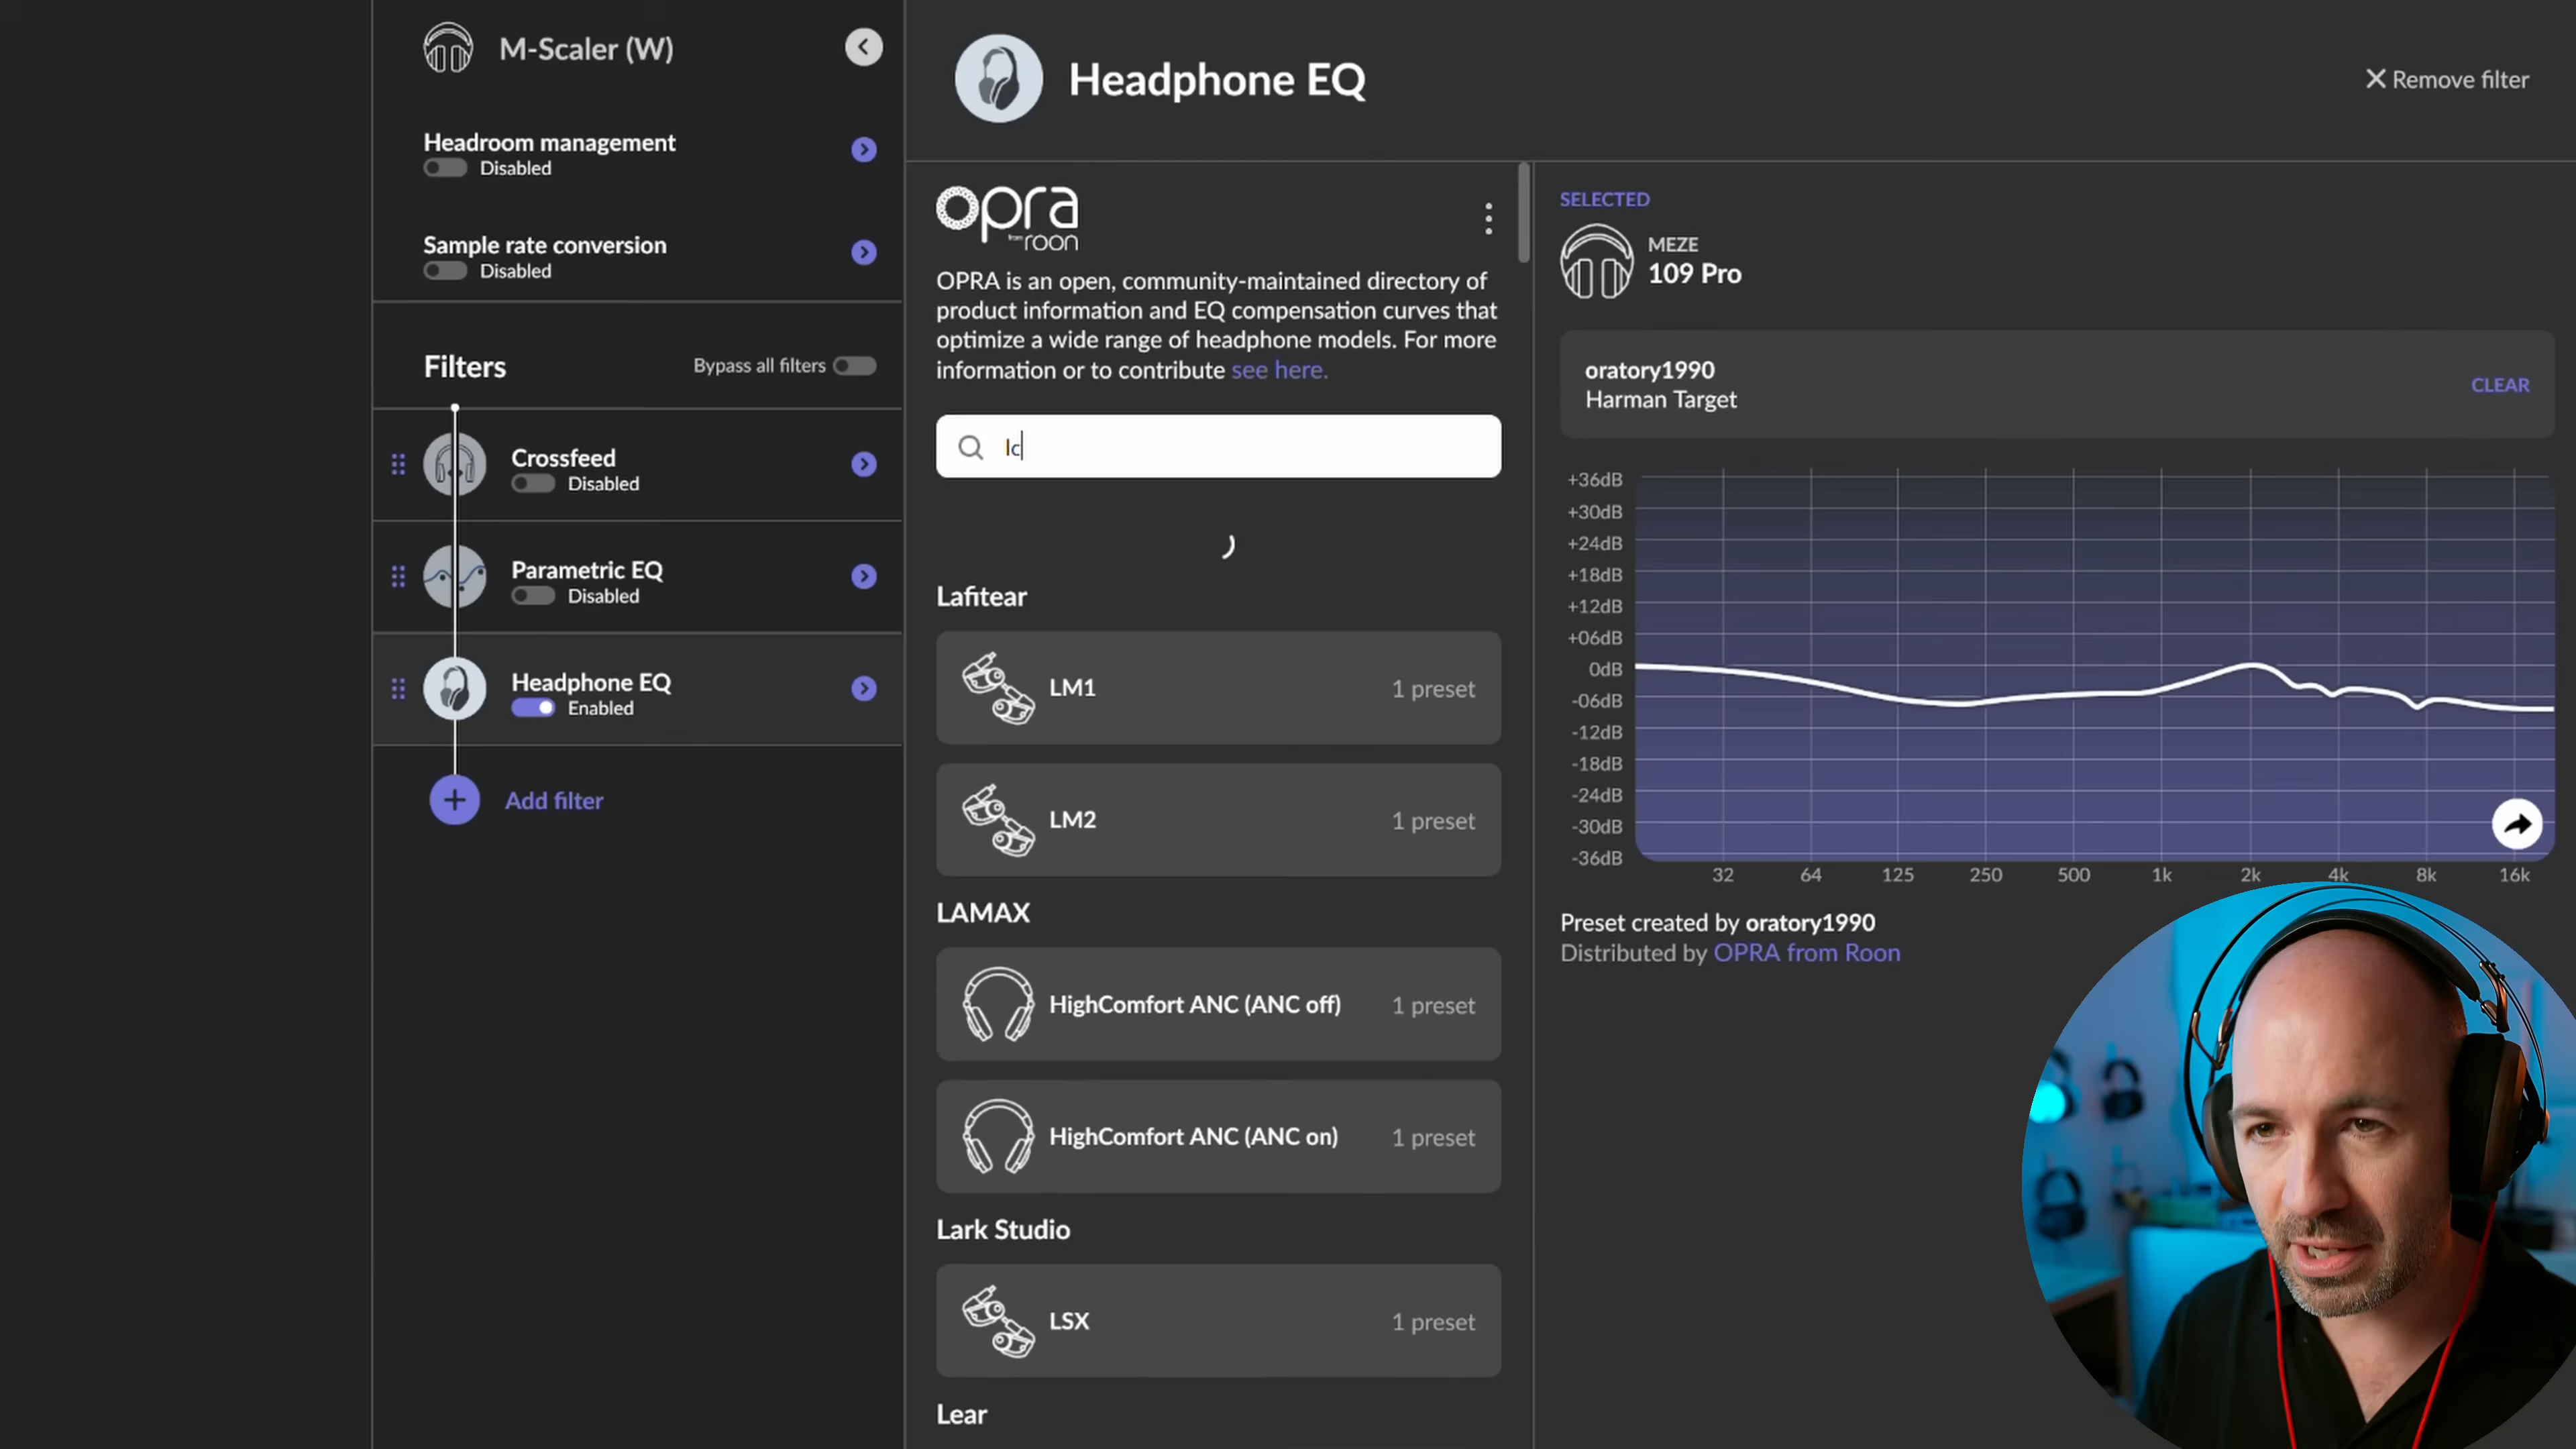 M-Scaler (W)
Headroom management
Disabled
Sample rate conversion
Disabled
Filters
Bypass all filters
Crossfeed
Disabled
Parametric EQ
Disabled
Headphone EQ
Enabled
Add filter
Headphone EQ
Remove filter
opra
from roon
OPRA is an open, community-maintained directory of
product information and EQ compensation curves that
optimize a wide range of headphone models. For more
information or to contribute see here.
lc
Lafitear
LM1 1 preset
LM2 1 preset
LAMAX
HighComfort ANC (ANC off) 1 preset
HighComfort ANC (ANC on) 1 preset
Lark Studio
LSX 1 preset
Lear
SELECTED
MEZE
109 Pro
oratory1990
Harman Target
CLEAR
+36dB
+30dB
+24dB
+18dB
+12dB
+06dB
0dB
-06dB
-12dB
-18dB
-24dB
-30dB
-36dB
32 64 125 250 500 1k 2k 4k 8k 16k
Preset created by oratory1990
Distributed by OPRA from Roon